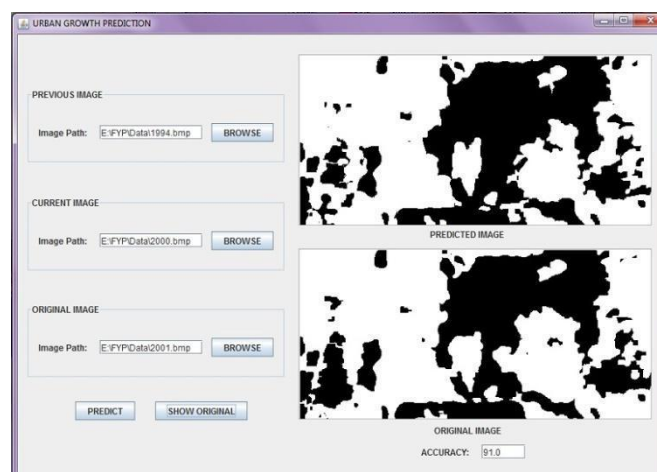 URBAN GROWTH PREDICTION
PREVIOUS IMAGE
Image Path: E:\FYP\Data\1994.bmp BROWSE
CURRENT IMAGE
Image Path: E:\FYP\Data\2000.bmp BROWSE
ORIGINAL IMAGE
Image Path: E:\FYP\Data\2001.bmp BROWSE
PREDICT SHOW ORIGINAL
PREDICTED IMAGE
ORIGINAL IMAGE
ACCURACY: 91.0